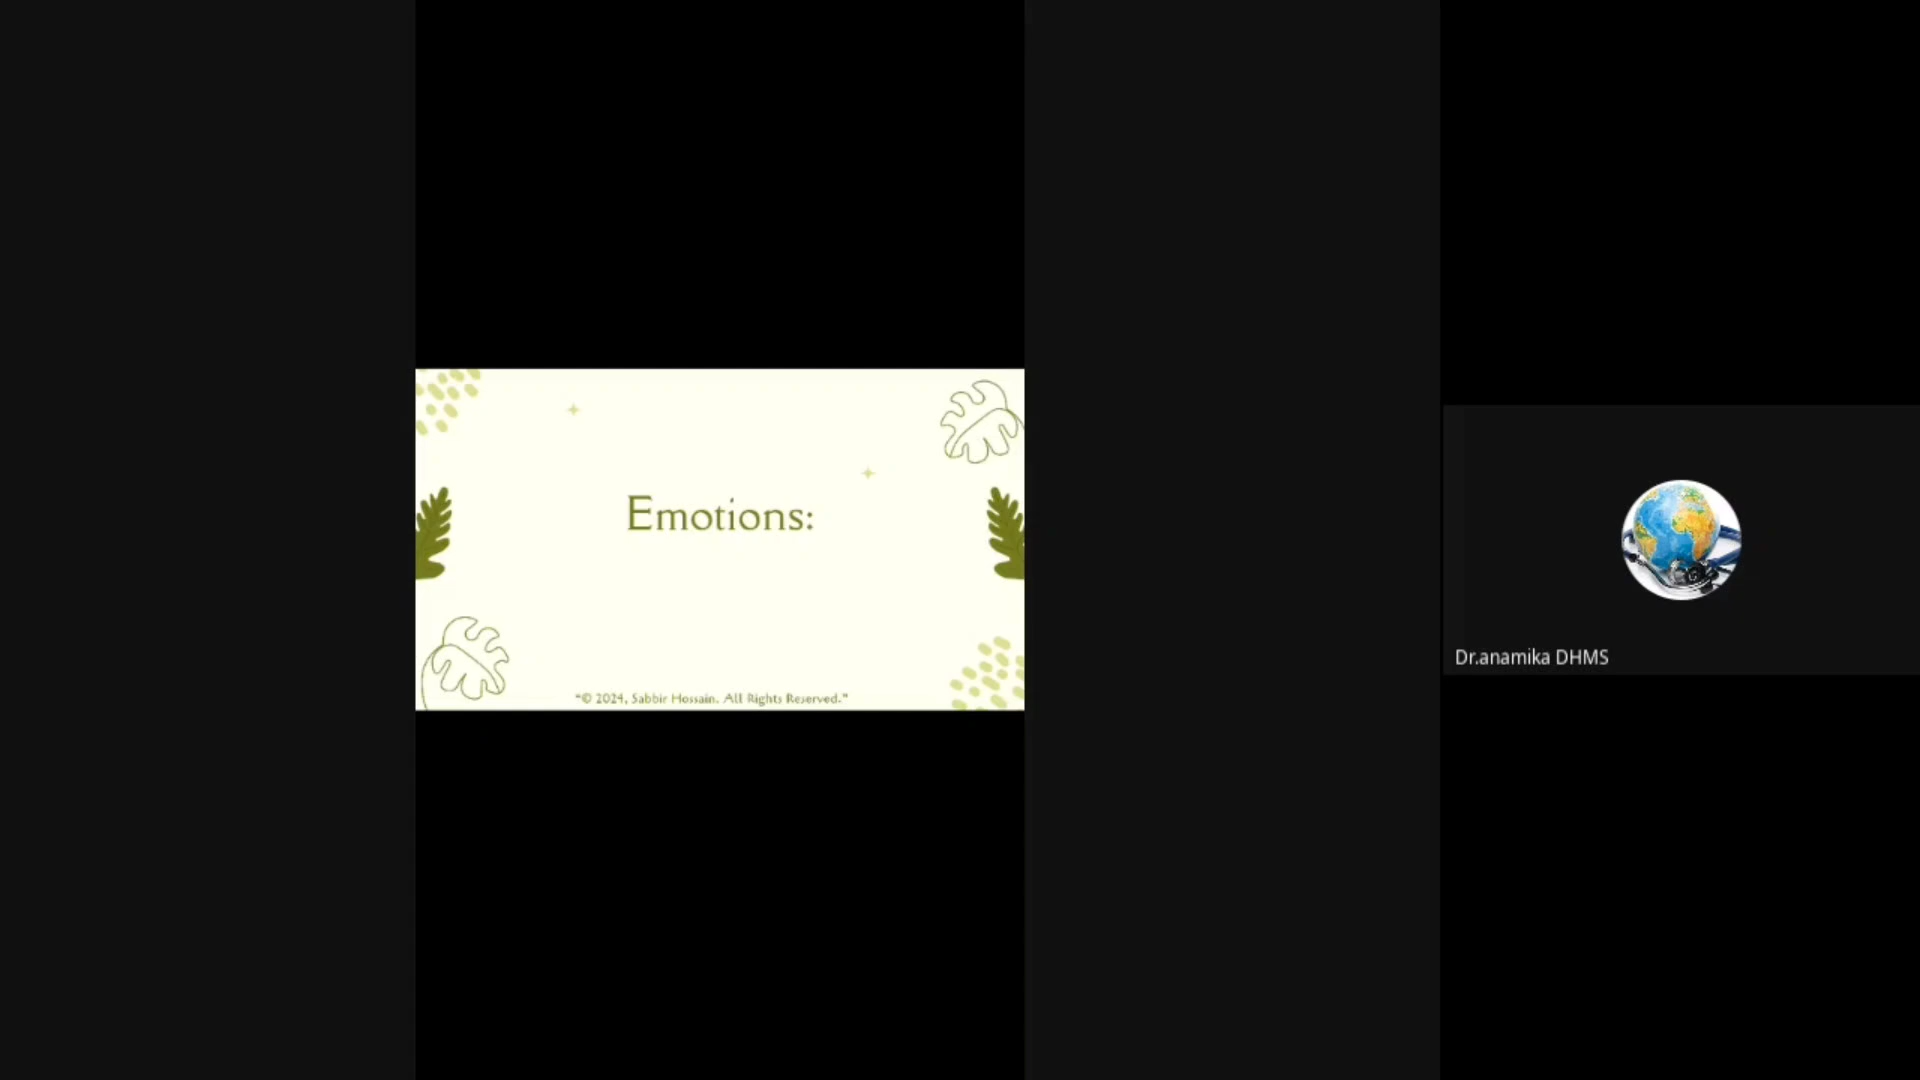 Emotions:
"© 2024, Sabbir Hossain. All Rights Reserved."
Dr.anamika DHMS